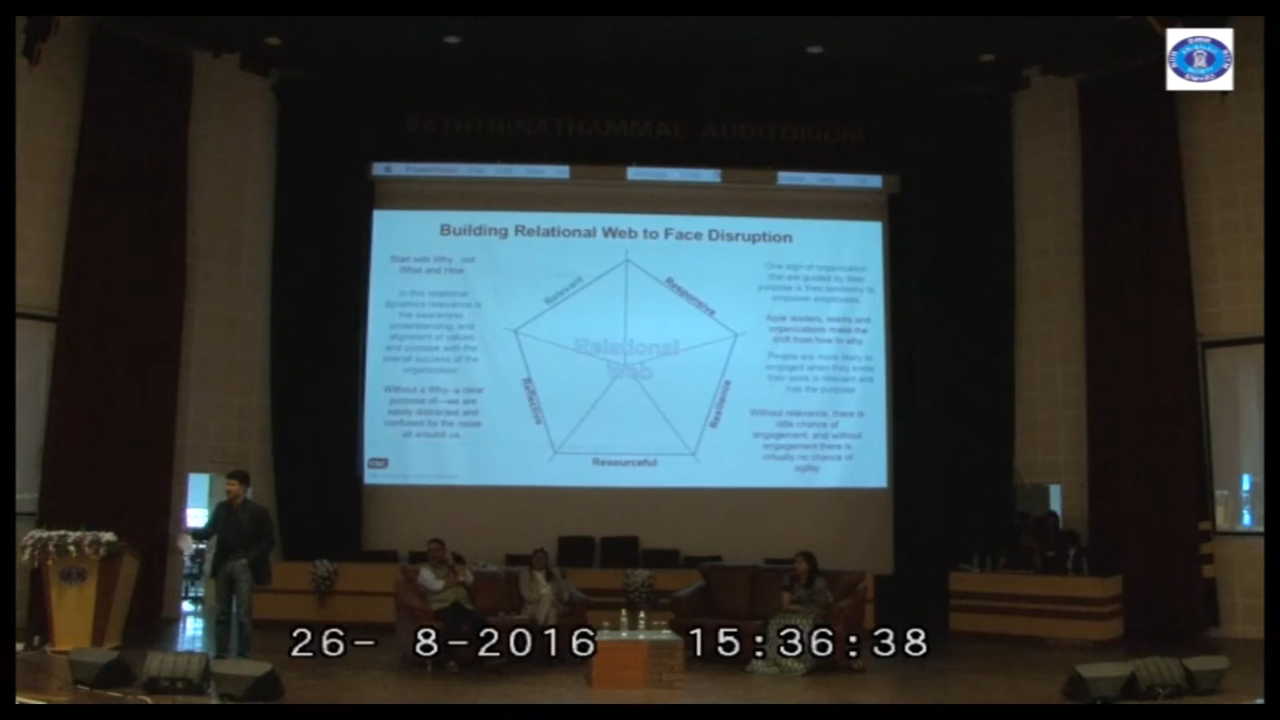 AUDITORIUM
Building Relational Web to Face Disruption
Start with Why, not
What and How
In this relational
dynamics relevance is
the awareness,
understanding, and
alignment of values
and purpose with the
overall success of the
organization
Without a Why- a clear
purpose of—we are
easily distracted and
confused by the noise
all around us.
Relevant
Responsive
Relational
Web
Reflective
Resilience
Resourceful
One sign of organization
that are guided by their
purpose is their tendency to
empower employees
Agile leaders, teams and
organizations make the
shift from how to why
People are more likely to
engaged when they know
their work is relevant and
has the purpose
Without relevance, there is
little chance of
engagement, and without
engagement there is
virtually no chance of
agility
26- 8-2016 15:36:38